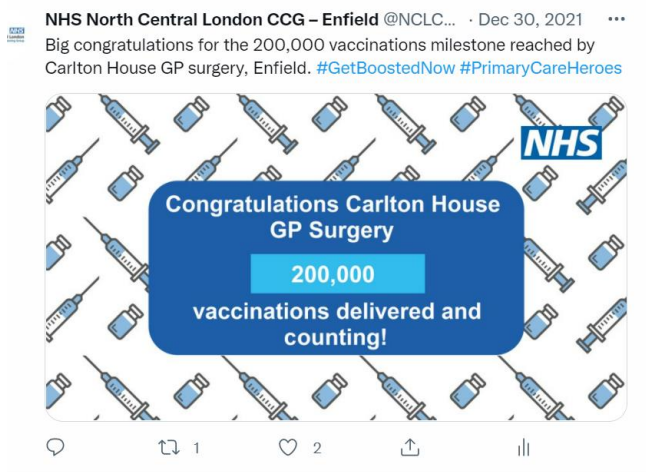 NHS North Central London CCG – Enfield @NCLC... · Dec 30, 2021
Big congratulations for the 200,000 vaccinations milestone reached by
Carlton House GP surgery, Enfield. #GetBoostedNow #PrimaryCareHeroes
NHS
Congratulations Carlton House
GP Surgery
200,000
vaccinations delivered and
counting!
1
2